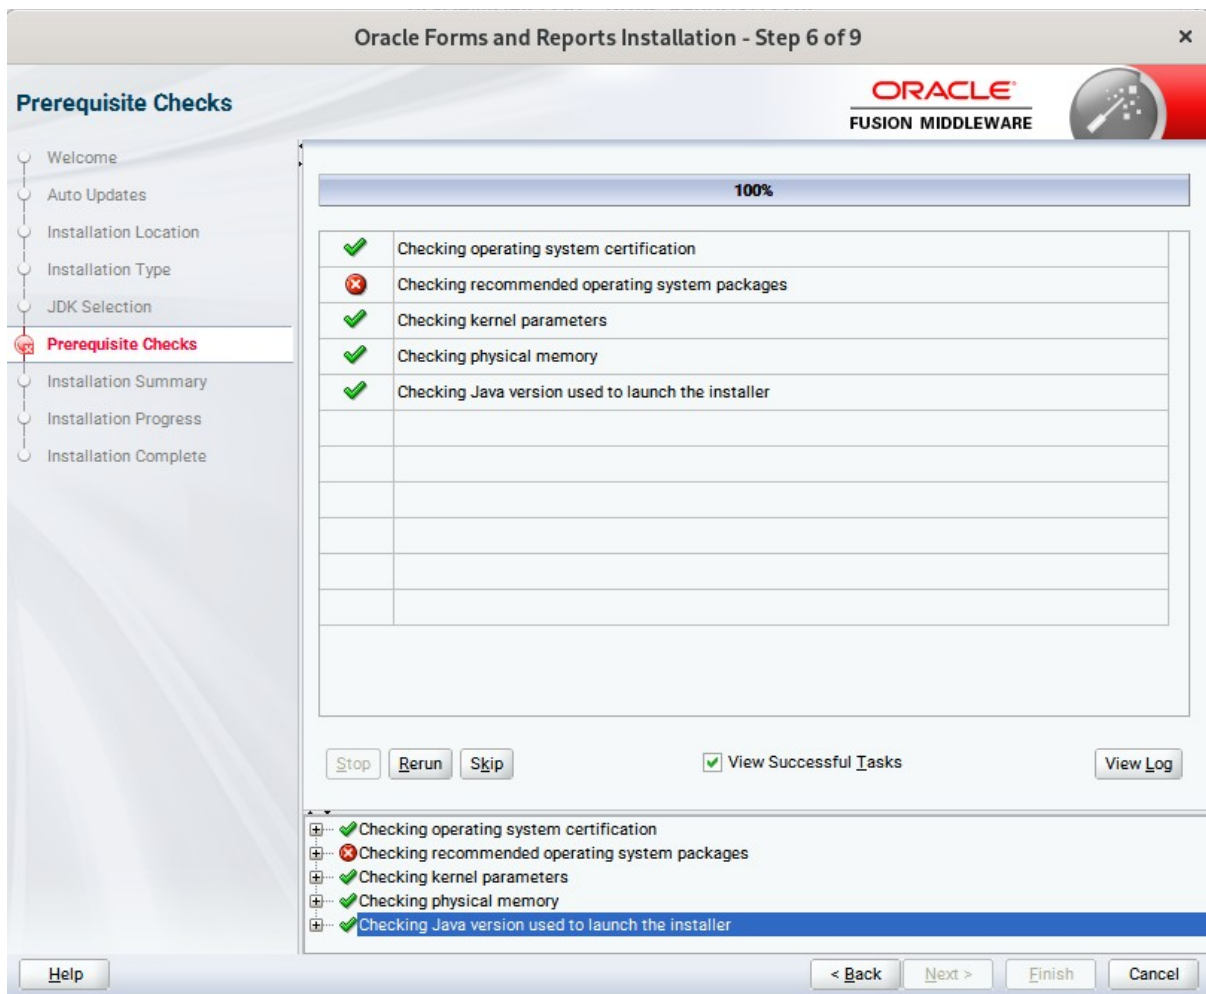 Oracle Forms and Reports Installation - Step 6 of 9
Prerequisite Checks
ORACLE
FUSION MIDDLEWARE
Welcome
Auto Updates
Installation Location
Installation Type
JDK Selection
Prerequisite Checks
Installation Summary
Installation Progress
Installation Complete
100%
Checking operating system certification
Checking recommended operating system packages
Checking kernel parameters
Checking physical memory
Checking Java version used to launch the installer
Stop Rerun Skip View Successful Tasks View Log
Checking operating system certification
Checking recommended operating system packages
Checking kernel parameters
Checking physical memory
Checking Java version used to launch the installer
Help < Back Next > Finish Cancel